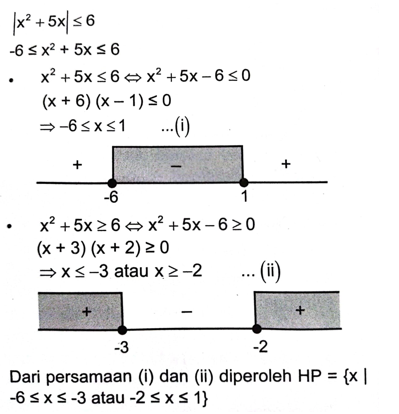 |x² + 5x| ≤ 6
-6 ≤ x² + 5x ≤ 6
• x² + 5x ≤ 6 ⇔ x² + 5x − 6 ≤ 0
(x + 6) (x − 1) ≤ 0
⇒ −6 ≤ x ≤ 1 ...(i)
+ − +
-6 1
• x² + 5x ≥ 6 ⇔ x² + 5x − 6 ≥ 0
(x + 3) (x + 2) ≥ 0
⇒ x ≤ −3 atau x ≥ −2 ... (ii)
+ − +
-3 -2
Dari persamaan (i) dan (ii) diperoleh HP = {x |
-6 ≤ x ≤ -3 atau -2 ≤ x ≤ 1}